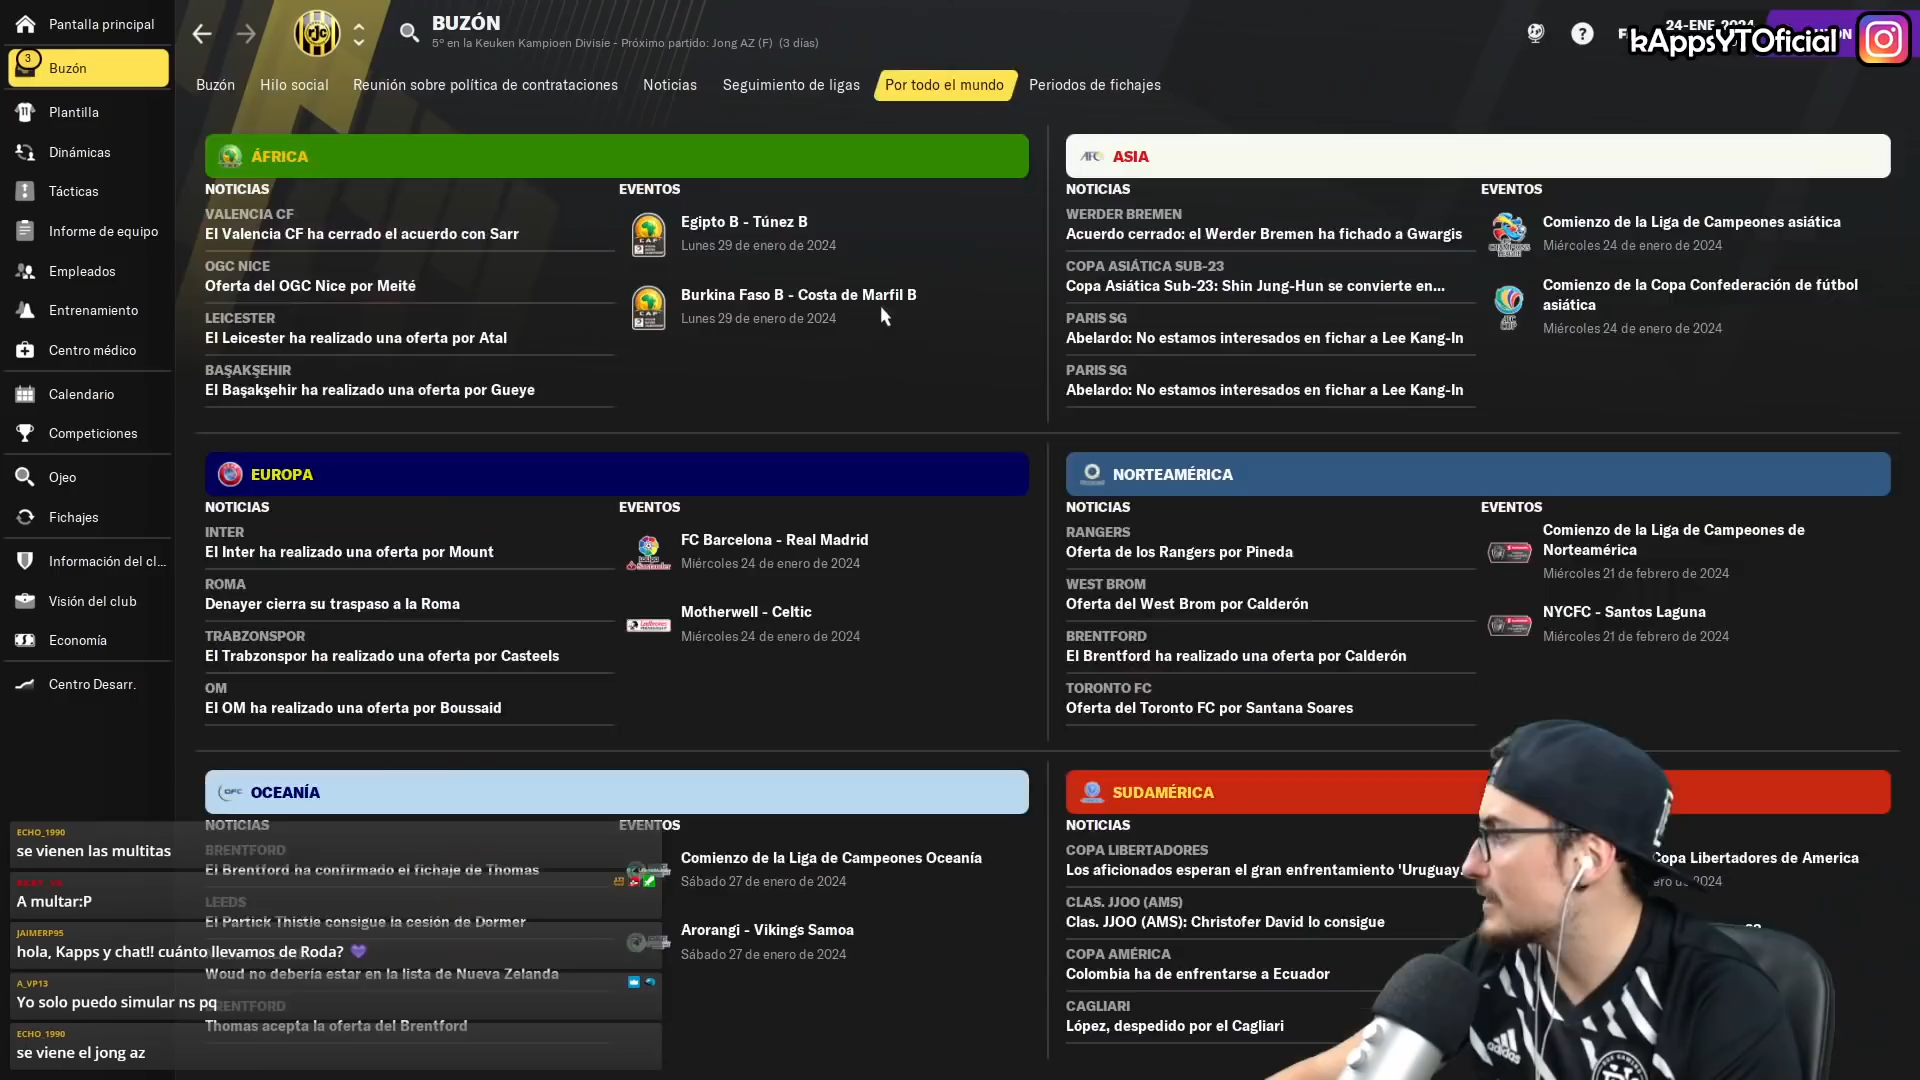 Pantalla principal
3
Buzón
Plantilla
Dinámicas
Tácticas
Informe de equipo
Empleados
Entrenamiento
Centro médico
Calendario
Competiciones
Ojeo
Fichajes
Información del cl...
Visión del club
Economía
Centro Desarr.
BUZÓN
5º en la Keuken Kampioen Divisie - Próximo partido: Jong AZ (F) (3 días)
24-ENE 2024
kAppsYTOficial
Buzón
Hilo social
Reunión sobre política de contrataciones
Noticias
Seguimiento de ligas
Por todo el mundo
Periodos de fichajes
ÁFRICA
NOTICIAS
VALENCIA CF
El Valencia CF ha cerrado el acuerdo con Sarr
OGC NICE
Oferta del OGC Nice por Meité
LEICESTER
El Leicester ha realizado una oferta por Atal
BAŞAKŞEHIR
El Başakşehir ha realizado una oferta por Gueye
EVENTOS
Egipto B - Túnez B
Lunes 29 de enero de 2024
Burkina Faso B - Costa de Marfil B
Lunes 29 de enero de 2024
AFC
ASIA
NOTICIAS
WERDER BREMEN
Acuerdo cerrado: el Werder Bremen ha fichado a Gwargis
COPA ASIÁTICA SUB-23
Copa Asiática Sub-23: Shin Jung-Hun se convierte en...
PARIS SG
Abelardo: No estamos interesados en fichar a Lee Kang-In
PARIS SG
Abelardo: No estamos interesados en fichar a Lee Kang-In
EVENTOS
Comienzo de la Liga de Campeones asiática
Miércoles 24 de enero de 2024
Comienzo de la Copa Confederación de fútbol
asiática
Miércoles 24 de enero de 2024
EUROPA
NOTICIAS
INTER
El Inter ha realizado una oferta por Mount
ROMA
Denayer cierra su traspaso a la Roma
TRABZONSPOR
El Trabzonspor ha realizado una oferta por Casteels
OM
El OM ha realizado una oferta por Boussaid
EVENTOS
FC Barcelona - Real Madrid
Miércoles 24 de enero de 2024
Motherwell - Celtic
Miércoles 24 de enero de 2024
NORTEAMÉRICA
NOTICIAS
RANGERS
Oferta de los Rangers por Pineda
WEST BROM
Oferta del West Brom por Calderón
BRENTFORD
El Brentford ha realizado una oferta por Calderón
TORONTO FC
Oferta del Toronto FC por Santana Soares
EVENTOS
Comienzo de la Liga de Campeones de
Norteamérica
Miércoles 21 de febrero de 2024
NYCFC - Santos Laguna
Miércoles 21 de febrero de 2024
OFC
OCEANÍA
NOTICIAS
BRENTFORD
El Brentford ha confirmado el fichaje de Thomas
LEEDS
El Partick Thistle consigue la cesión de Dormer
Woud no debería estar en la lista de Nueva Zelanda
BRENTFORD
Thomas acepta la oferta del Brentford
EVENTOS
Comienzo de la Liga de Campeones Oceanía
Sábado 27 de enero de 2024
Arorangi - Vikings Samoa
Sábado 27 de enero de 2024
SUDAMÉRICA
NOTICIAS
COPA LIBERTADORES
Los aficionados esperan el gran enfrentamiento 'Uruguay...
CLAS. JJOO (AMS)
Clas. JJOO (AMS): Christofer David lo consigue
COPA AMÉRICA
Colombia ha de enfrentarse a Ecuador
CAGLIARI
López, despedido por el Cagliari
Copa Libertadores de America
2024
ECHO_1990
se vienen las multitas
A multar:P
JAIMERP95
hola, Kapps y chat!! cuánto llevamos de Roda? 💜
A_VP13
Yo solo puedo simular ns pq
ECHO_1990
se viene el jong az
adidas